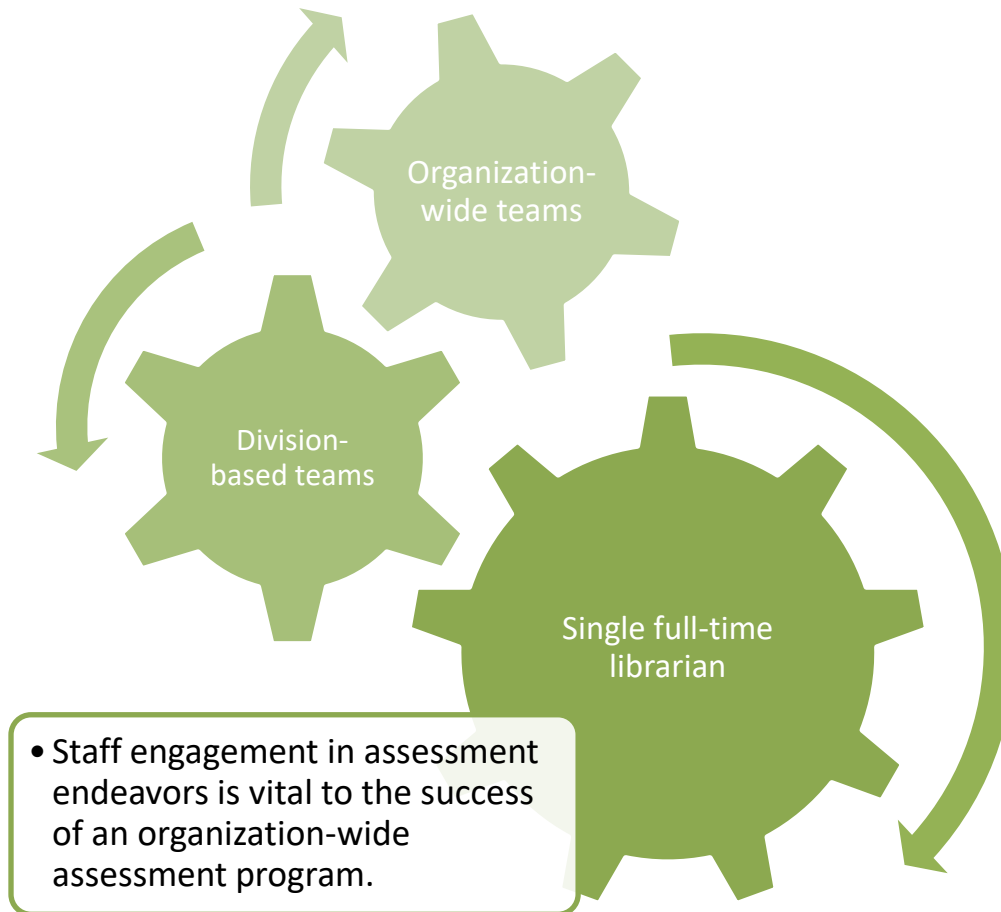 Organization-
wide teams
Division-
based teams
Single full-time
librarian
• Staff engagement in assessment
endeavors is vital to the success
of an organization-wide
assessment program.